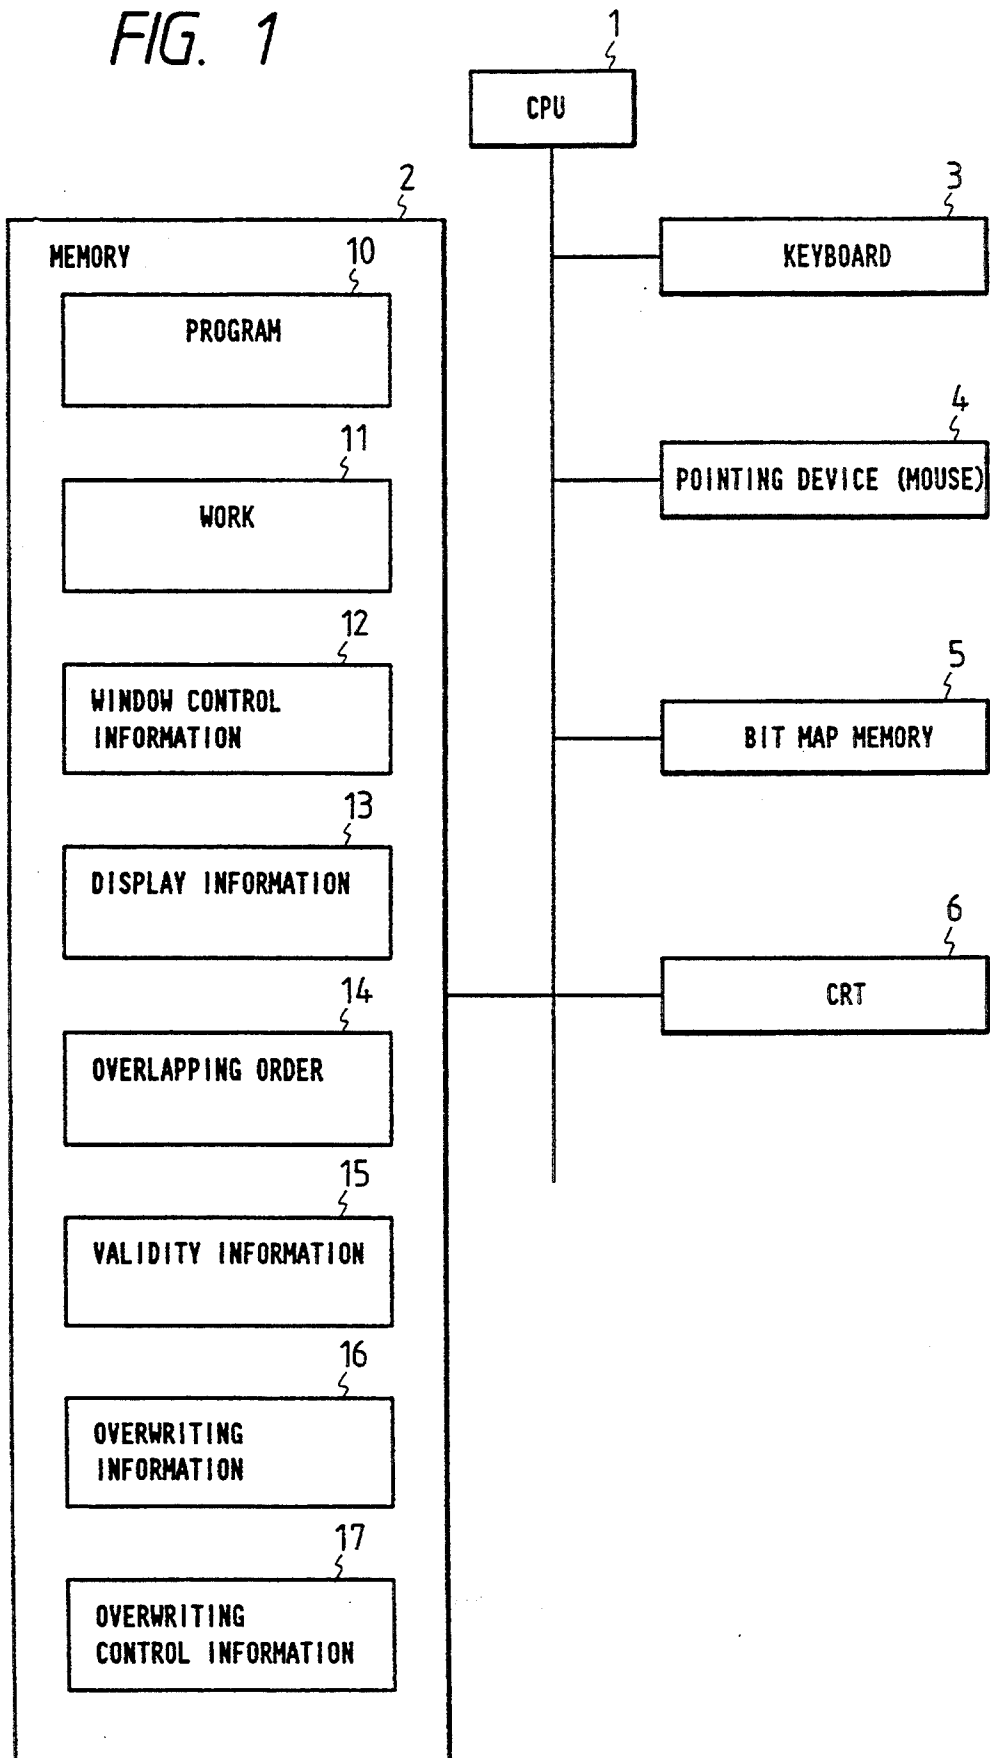 FIG. 1
1
CPU
2
MEMORY
10
PROGRAM
11
WORK
12
WINDOW CONTROL
INFORMATION
13
DISPLAY INFORMATION
14
OVERLAPPING ORDER
15
VALIDITY INFORMATION
16
OVERWRITING
INFORMATION
17
OVERWRITING
CONTROL INFORMATION
3
KEYBOARD
4
POINTING DEVICE (MOUSE)
5
BIT MAP MEMORY
6
CRT